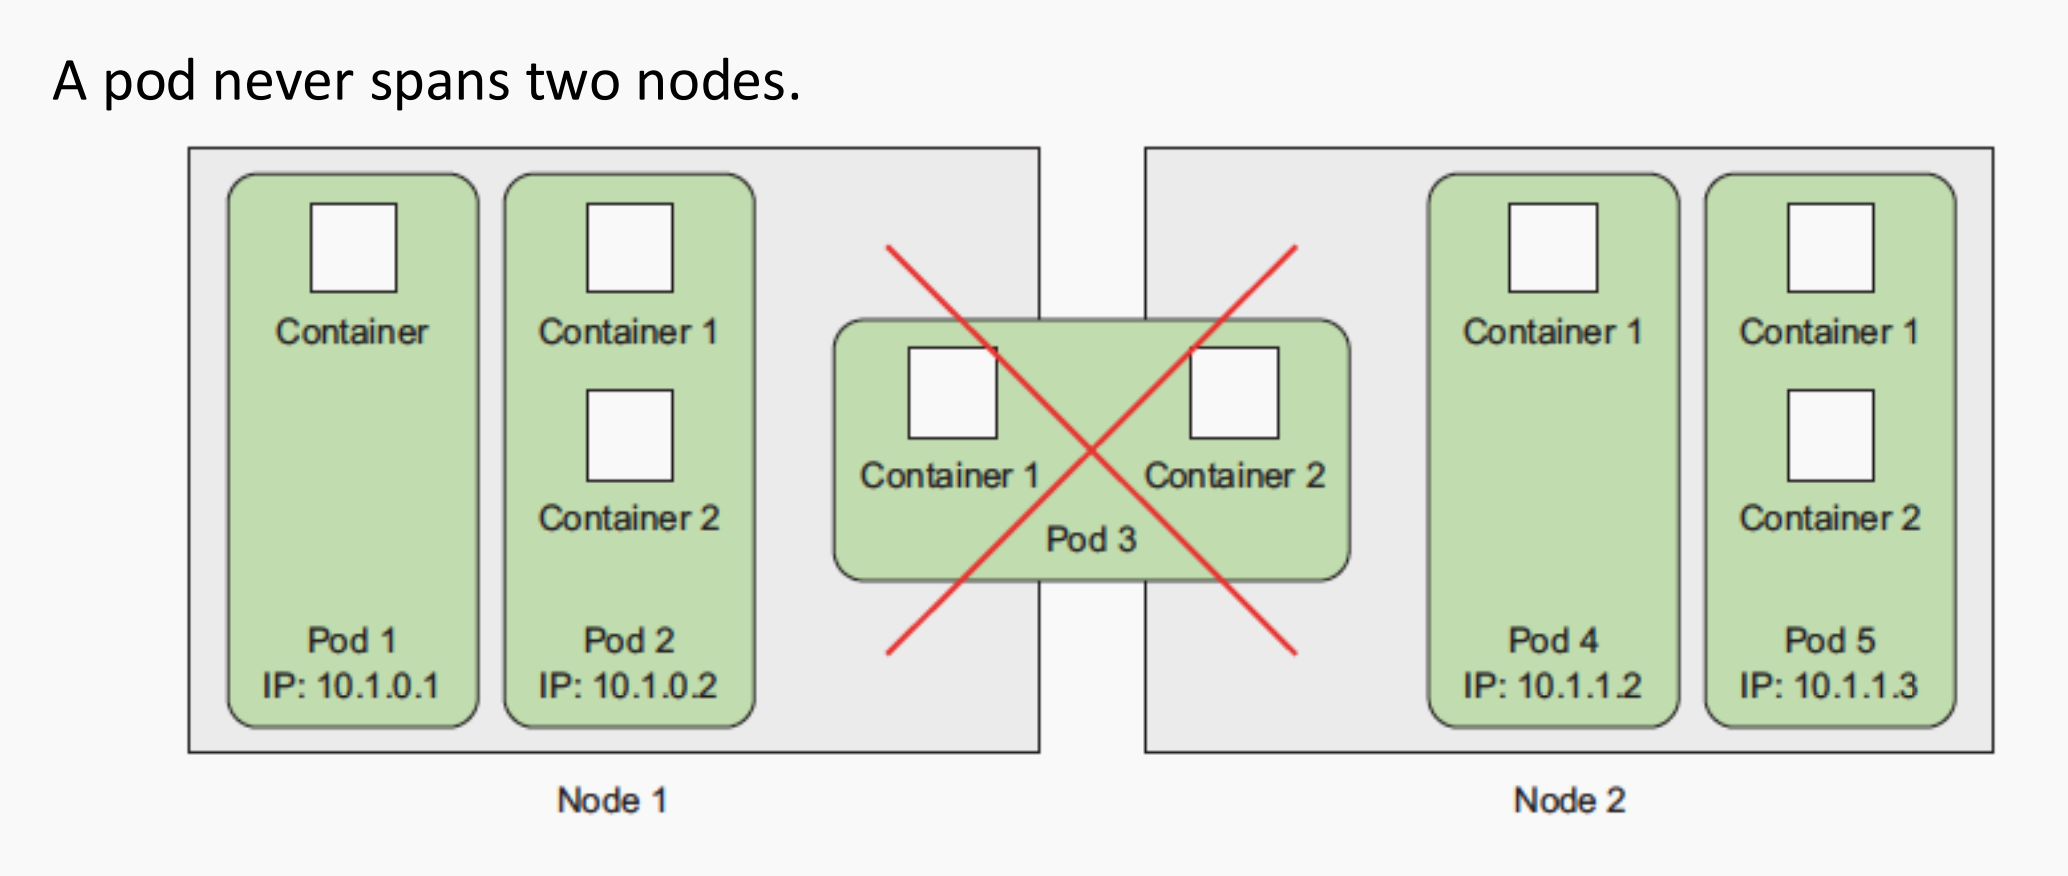 A pod never spans two nodes.
Container
Pod 1
IP: 10.1.0.1
Container 1
Container 2
Pod 2
IP: 10.1.0.2
Container 1
Container 2
Pod 3
Container 1
Pod 4
IP: 10.1.1.2
Container 1
Container 2
Pod 5
IP: 10.1.1.3
Node 1
Node 2